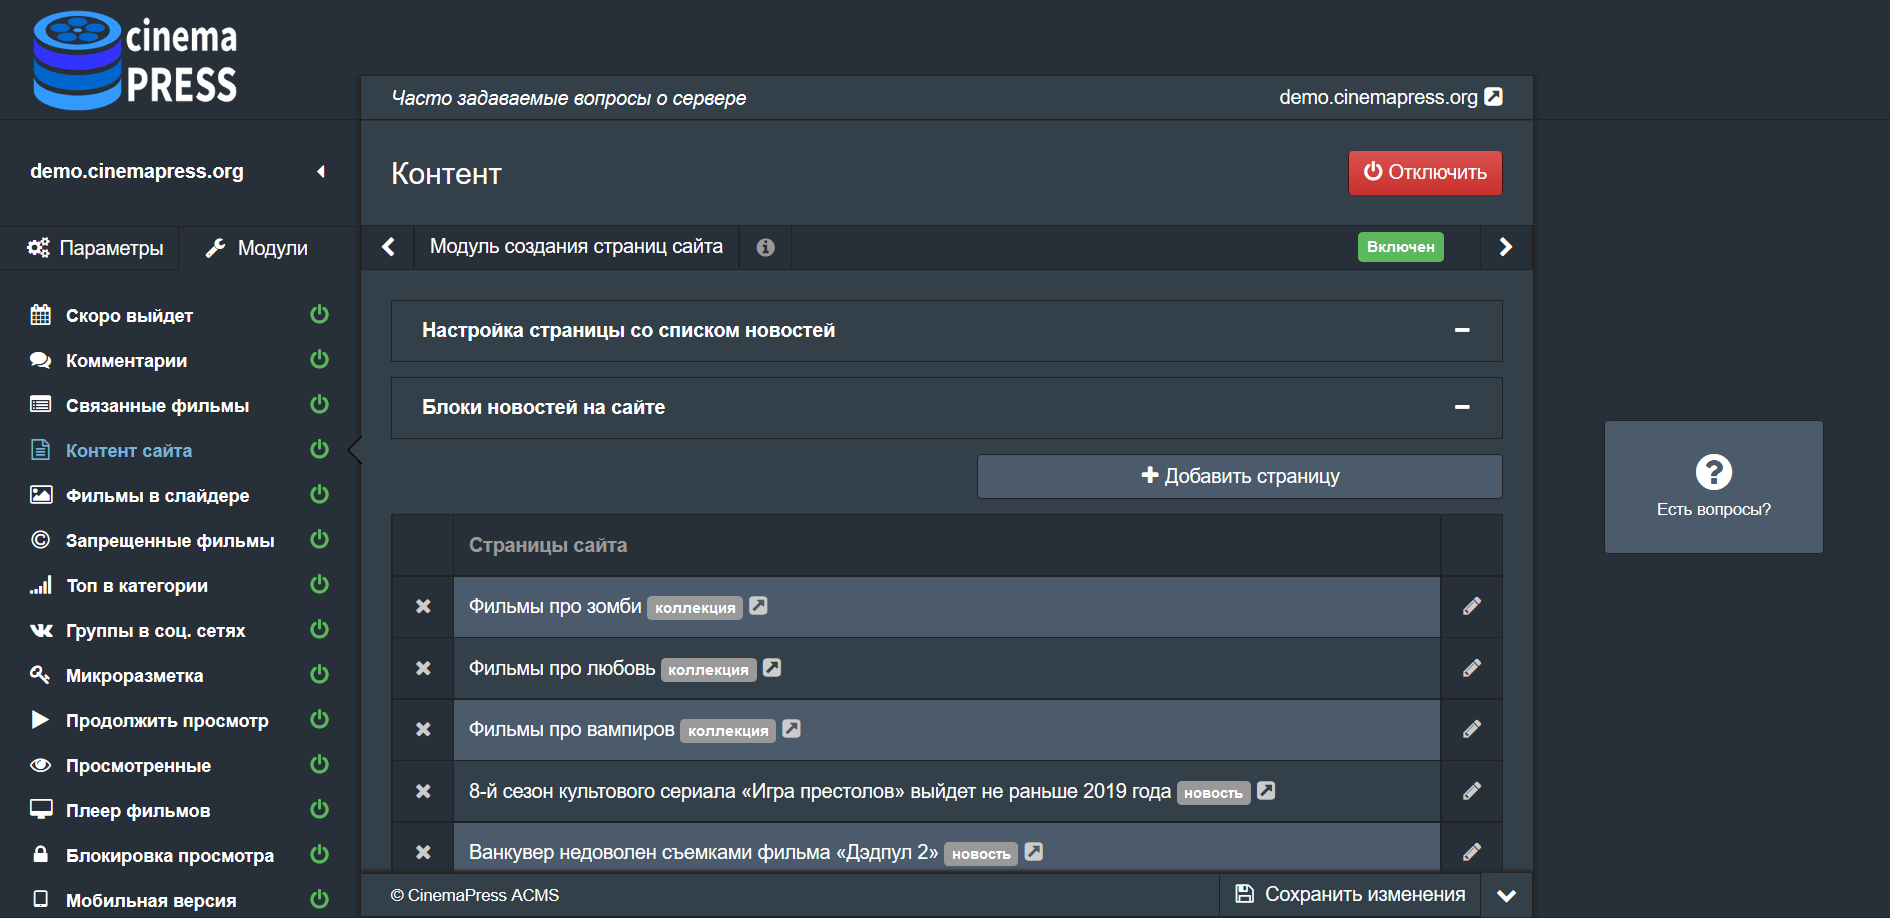 cinema
PRESS
Часто задаваемые вопросы о сервере
demo.cinemapress.org
demo.cinemapress.org
Контент
Отключить
Параметры
Модули
Модуль создания страниц сайта
Включен
Скоро выйдет
Комментарии
Связанные фильмы
Контент сайта
Фильмы в слайдере
Запрещенные фильмы
Топ в категории
Группы в соц. сетях
Микроразметка
Продолжить просмотр
Просмотренные
Плеер фильмов
Блокировка просмотра
Мобильная версия
Настройка страницы со списком новостей
Блоки новостей на сайте
Добавить страницу
Страницы сайта
Фильмы про зомби коллекция
Фильмы про любовь коллекция
Фильмы про вампиров коллекция
8-й сезон культового сериала «Игра престолов» выйдет не раньше 2019 года новость
Ванкувер недоволен съемками фильма «Дэдпул 2» новость
Есть вопросы?
© CinemaPress ACMS
Сохранить изменения